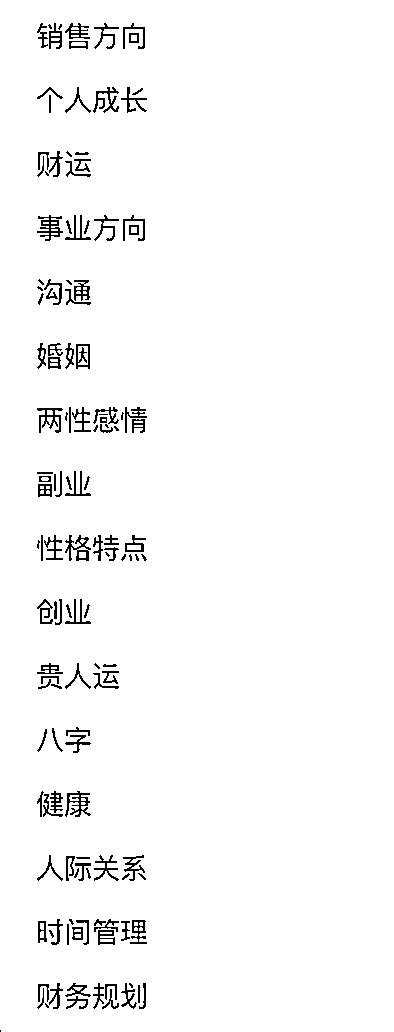 销售方向
个人成长
财运
事业方向
沟通
婚姻
两性感情
副业
性格特点
创业
贵人运
八字
健康
人际关系
时间管理
财务规划